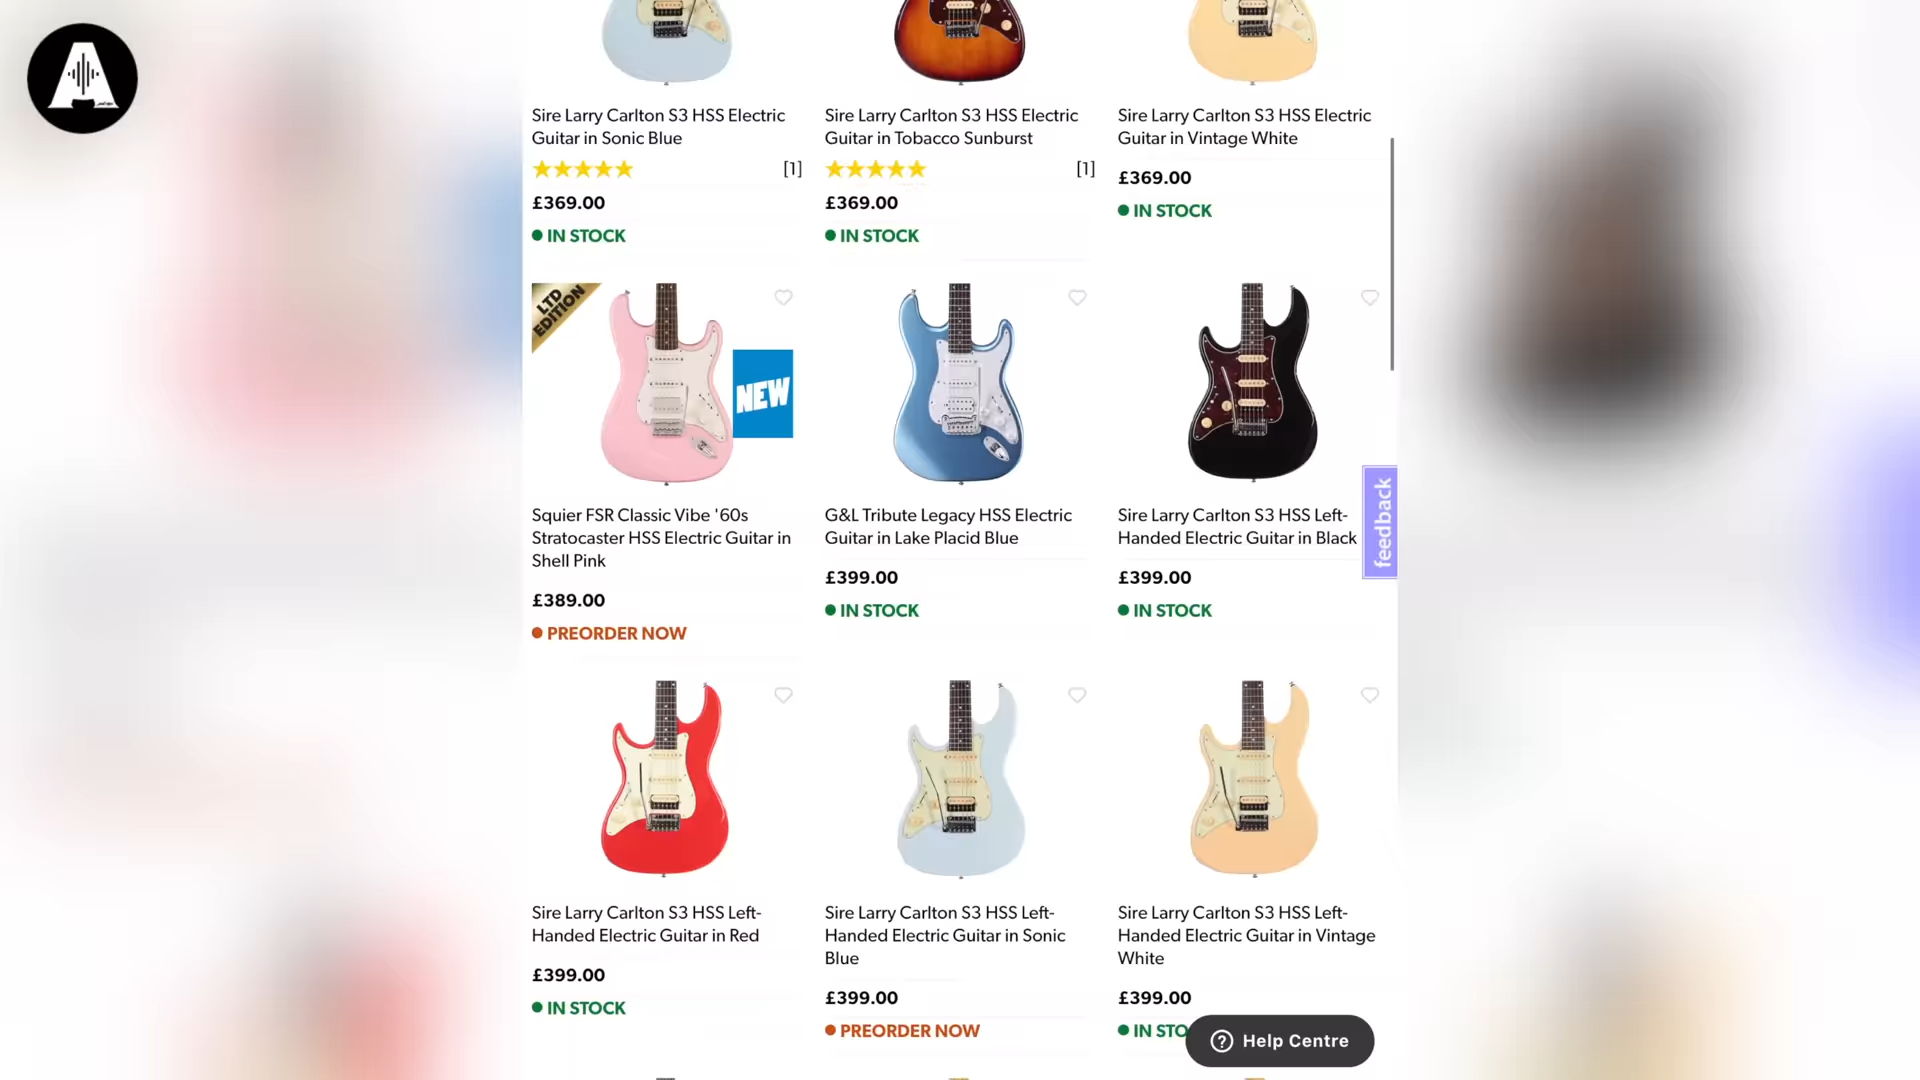 Sire Larry Carlton S3 HSS Electric
Guitar in Sonic Blue
[1]
£369.00
IN STOCK
Sire Larry Carlton S3 HSS Electric
Guitar in Tobacco Sunburst
[1]
£369.00
IN STOCK
Sire Larry Carlton S3 HSS Electric
Guitar in Vintage White
£369.00
IN STOCK
LTD
EDITION
NEW
Squier FSR Classic Vibe '60s
Stratocaster HSS Electric Guitar in
Shell Pink
£389.00
PREORDER NOW
G&L Tribute Legacy HSS Electric
Guitar in Lake Placid Blue
£399.00
IN STOCK
Sire Larry Carlton S3 HSS Left-
Handed Electric Guitar in Black
£399.00
IN STOCK
feedback
Sire Larry Carlton S3 HSS Left-
Handed Electric Guitar in Red
£399.00
IN STOCK
Sire Larry Carlton S3 HSS Left-
Handed Electric Guitar in Sonic
Blue
£399.00
PREORDER NOW
Sire Larry Carlton S3 HSS Left-
Handed Electric Guitar in Vintage
White
£399.00
IN STO
Help Centre